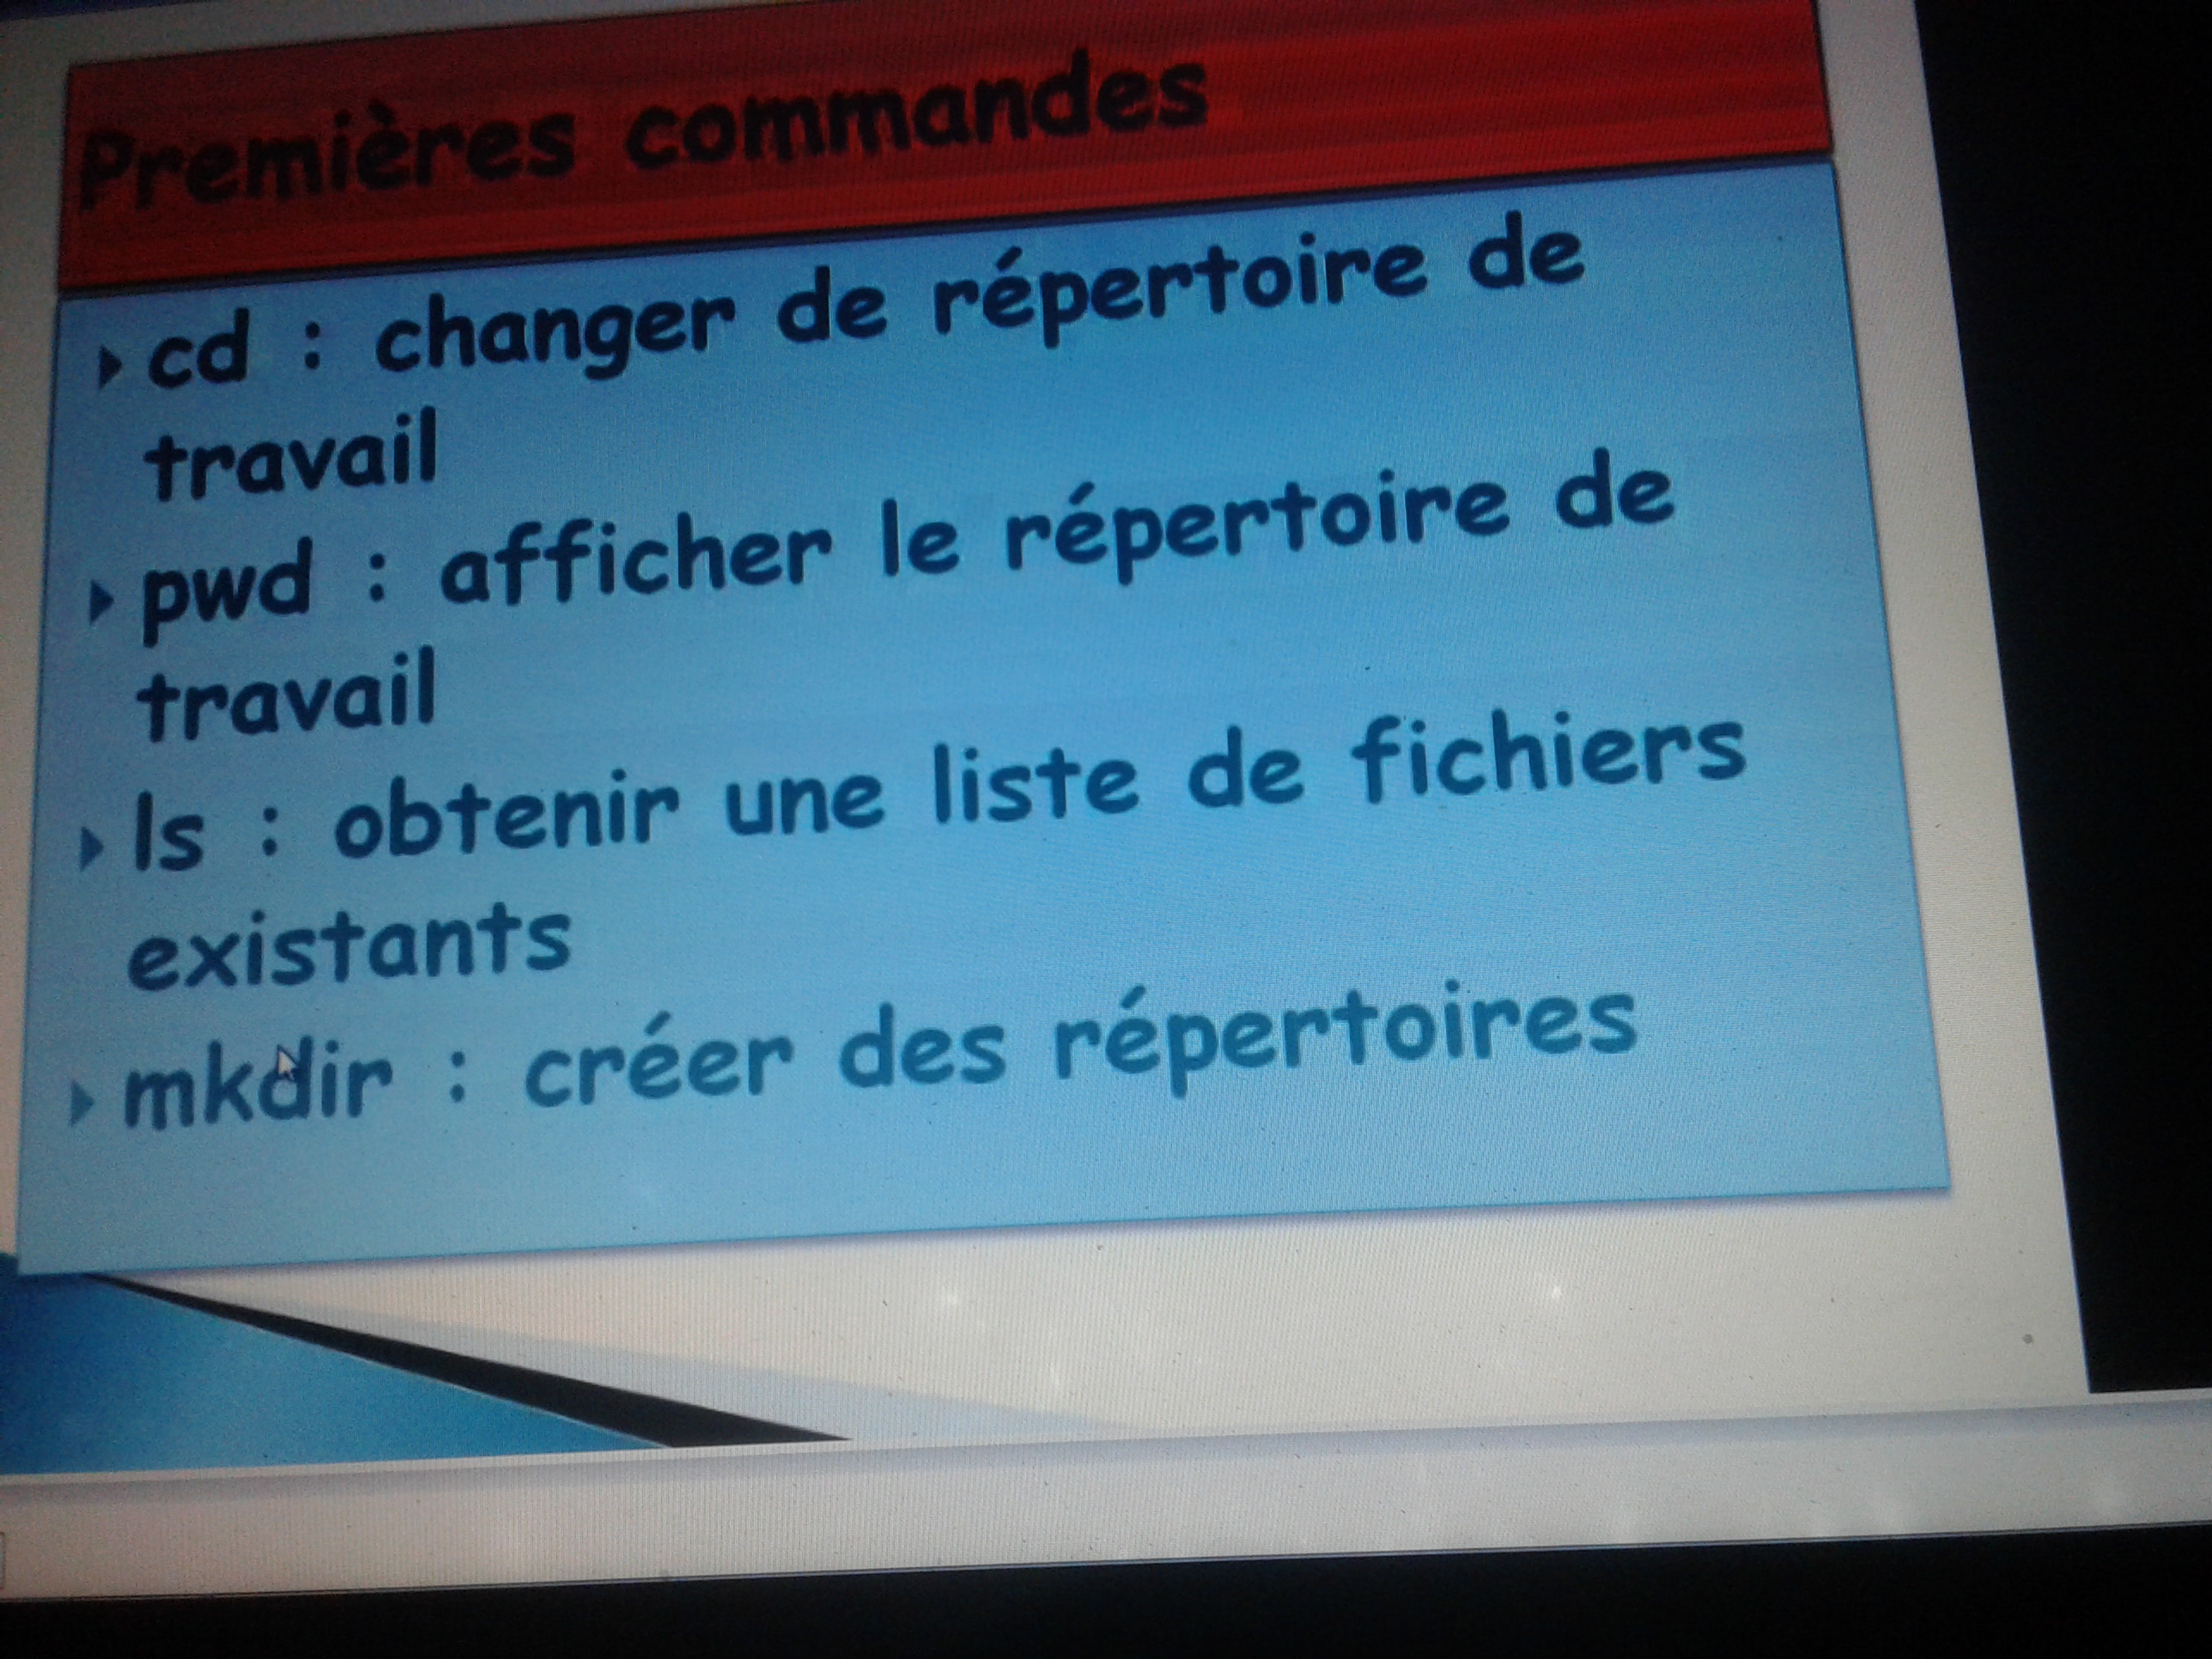 Premières commandes
cd : changer de répertoire de
travail
pwd : afficher le répertoire de
travail
ls : obtenir une liste de fichiers
existants
mkdir : créer des répertoires